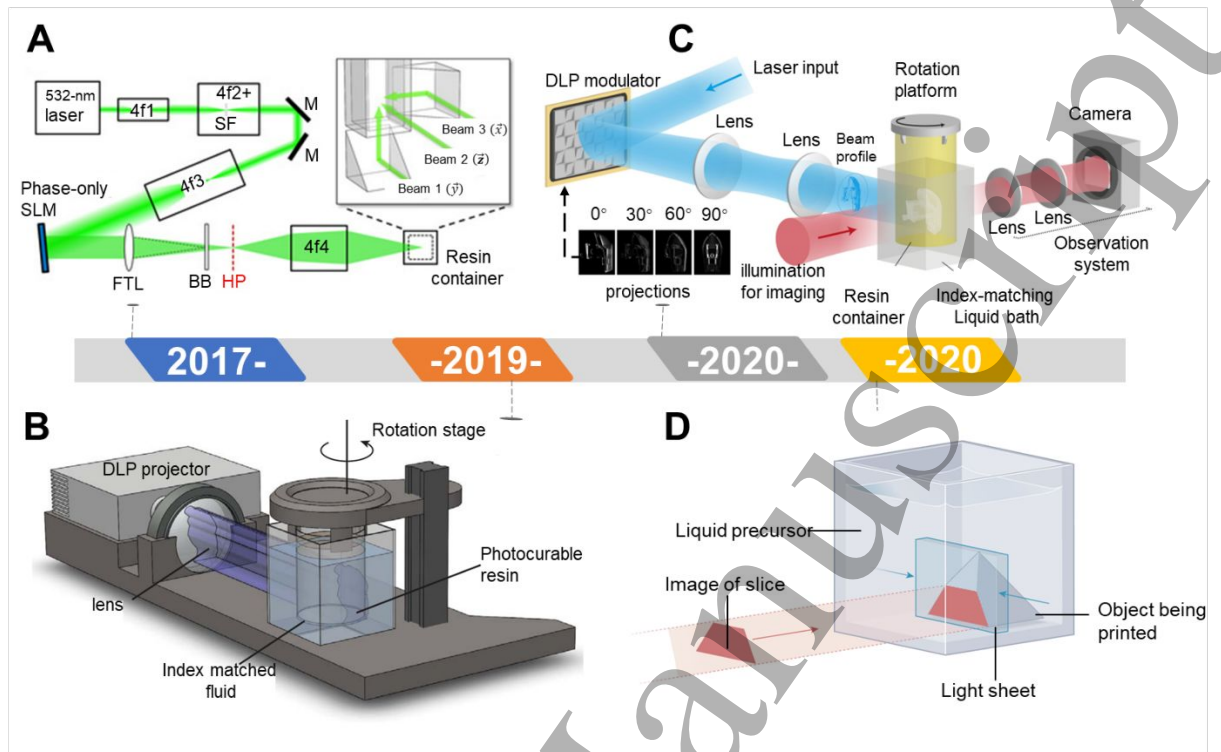 A
532-nm
laser
4f1
4f2+
SF
M
M
4f3
Phase-only
SLM
FTL
BB
HP
4f4
Resin
container
Beam 3 (x⃗)
Beam 2 (z⃗)
Beam 1 (y⃗)
C
DLP modulator
Laser input
Lens
Lens
Beam
profile
Rotation
platform
Camera
Lens
Lens
Observation
system
0° 30° 60° 90°
projections
illumination
for imaging
Resin
container
Index-matching
Liquid bath
2017-
-2019-
-2020-
-2020
B
DLP projector
Rotation stage
lens
Photocurable
resin
Index matched
fluid
D
Liquid precursor
Image of slice
Object being
printed
Light sheet